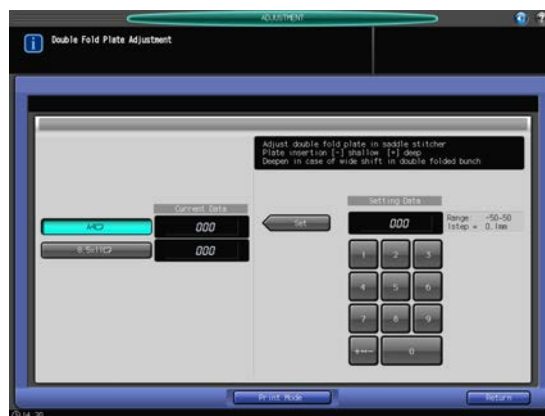 ADJUSTMENT
Double Fold Plate Adjustment
Adjust double fold plate in saddle stitcher
Plate insertion [-] shallow [+] deep
Deepen in case of wide shift in double folded bunch
Current Data
Setting Data
A4
000
Set
000
Range -50-50
1step = 0.1mm
8.5x11
000
1 2 3
4 5 6
7 8 9
0
Print Mode
Return